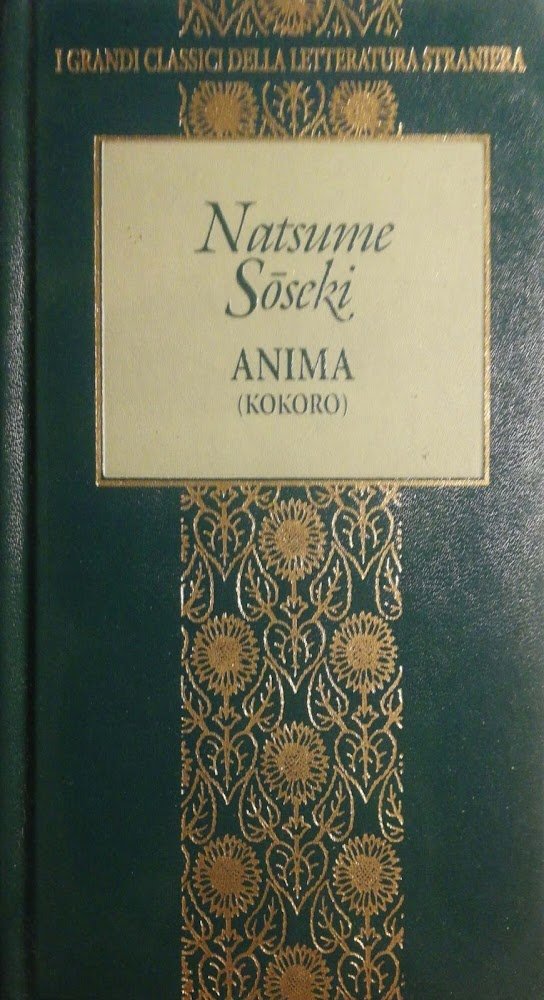 I GRANDI CLASSICI DELLA LETTERATURA STRANIERA
Natsume
Sōseki
ANIMA
(KOKORO)